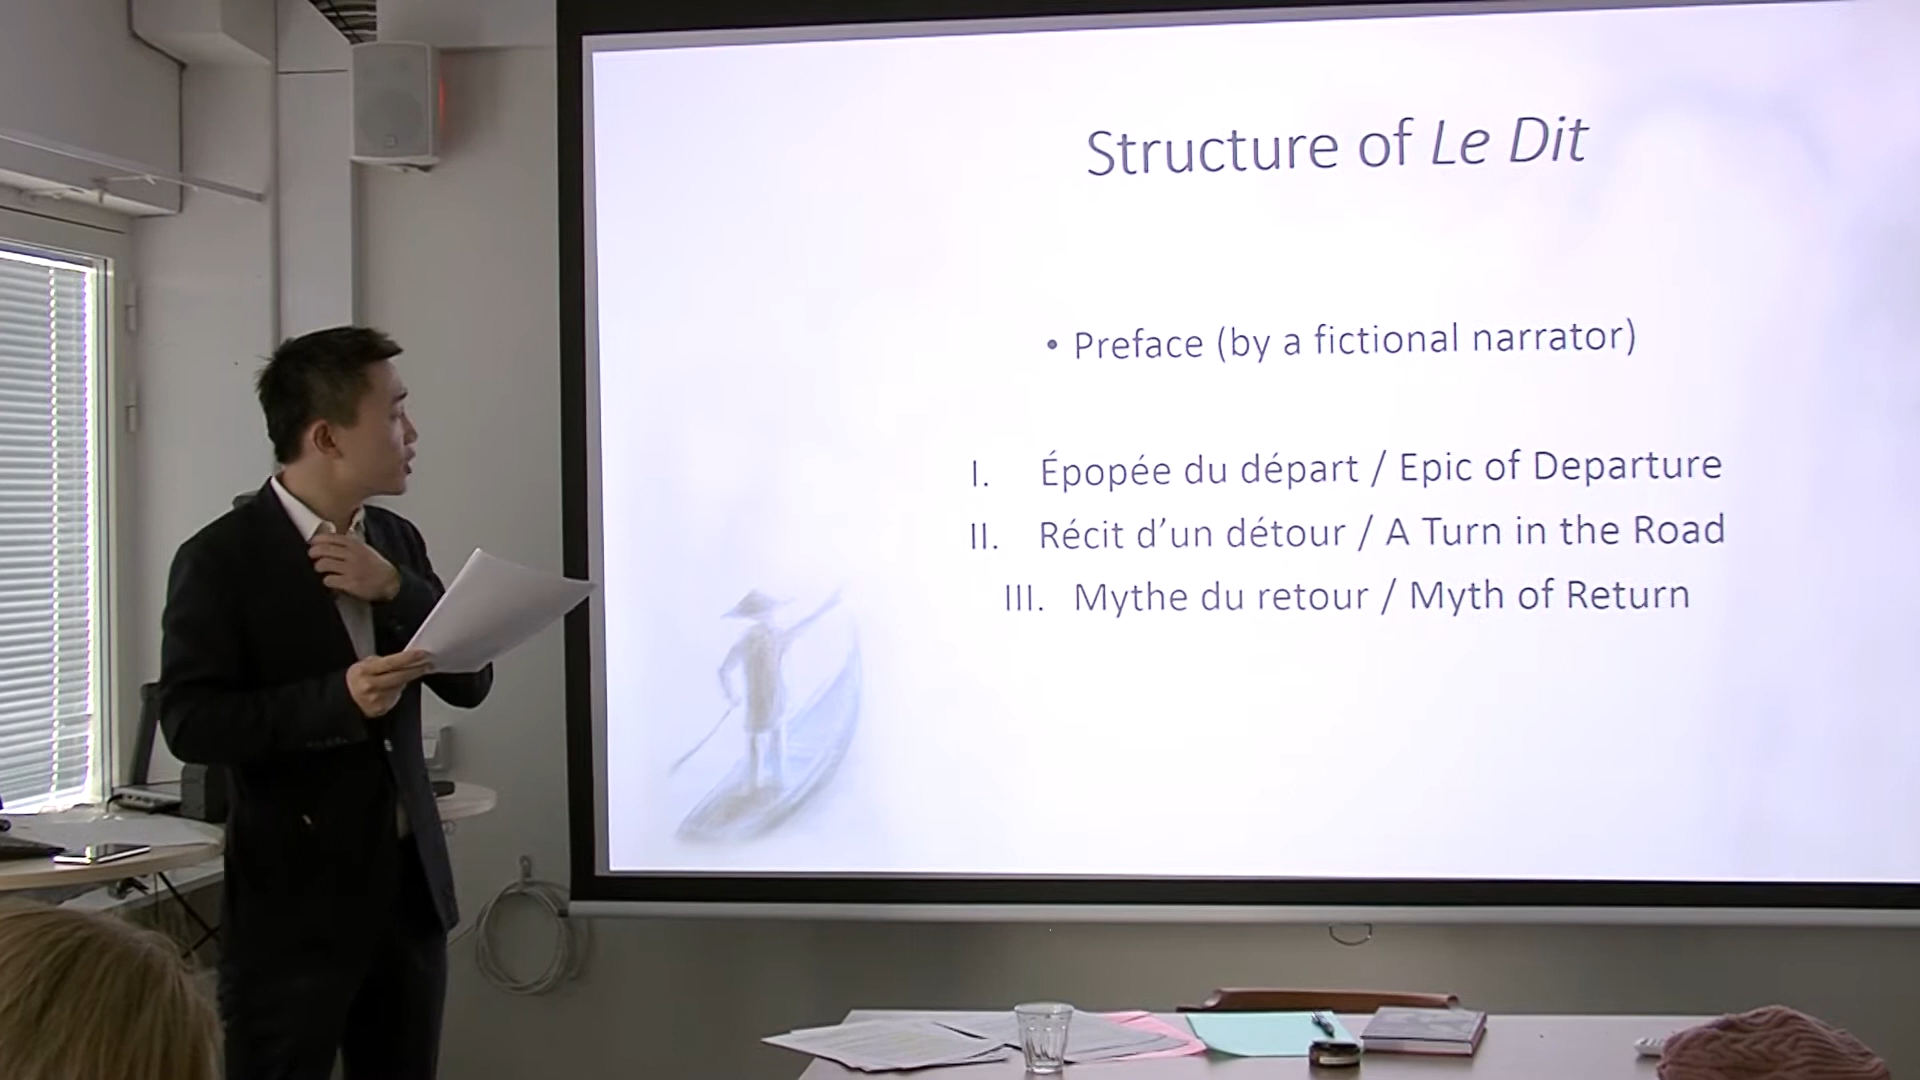 Structure of Le Dit
• Preface (by a fictional narrator)
I. Épopée du départ / Epic of Departure
II. Récit d’un détour / A Turn in the Road
III. Mythe du retour / Myth of Return